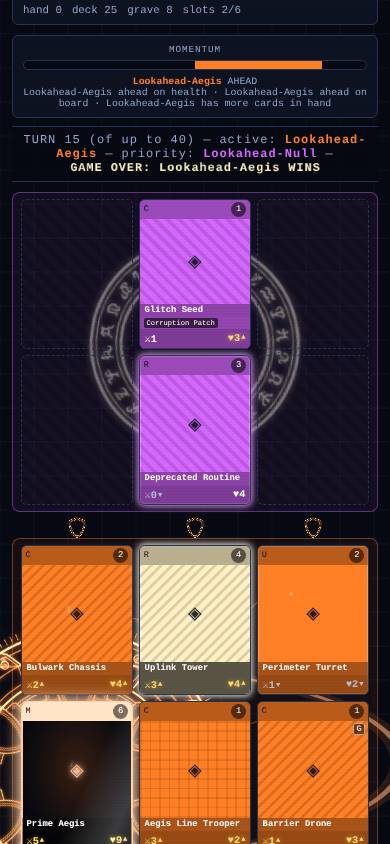 hand 0 deck 25 grave 8 slots 2/6
MOMENTUM
Lookahead-Aegis AHEAD
Lookahead-Aegis ahead on health · Lookahead-Aegis ahead on
board · Lookahead-Aegis has more cards in hand
TURN 15 (of up to 40) — active: Lookahead-
Aegis — priority: Lookahead-Null —
GAME OVER: Lookahead-Aegis WINS
C 1
Glitch Seed
Corruption Patch
⚔1 ♥3▲
R 3
Deprecated Routine
⚔0▼ ♥4
C 2
Bulwark Chassis
⚔2▲ ♥4▲
R 4
Uplink Tower
⚔3▲ ♥4▲
U 2
Perimeter Turret
⚔1▼ ♥2▼
M 6
Prime Aegis
⚔5▲ ♥9▲
C 1
Aegis Line Trooper
⚔3▲ ♥2▲
C 1
G
Barrier Drone
⚔1▲ ♥3▲